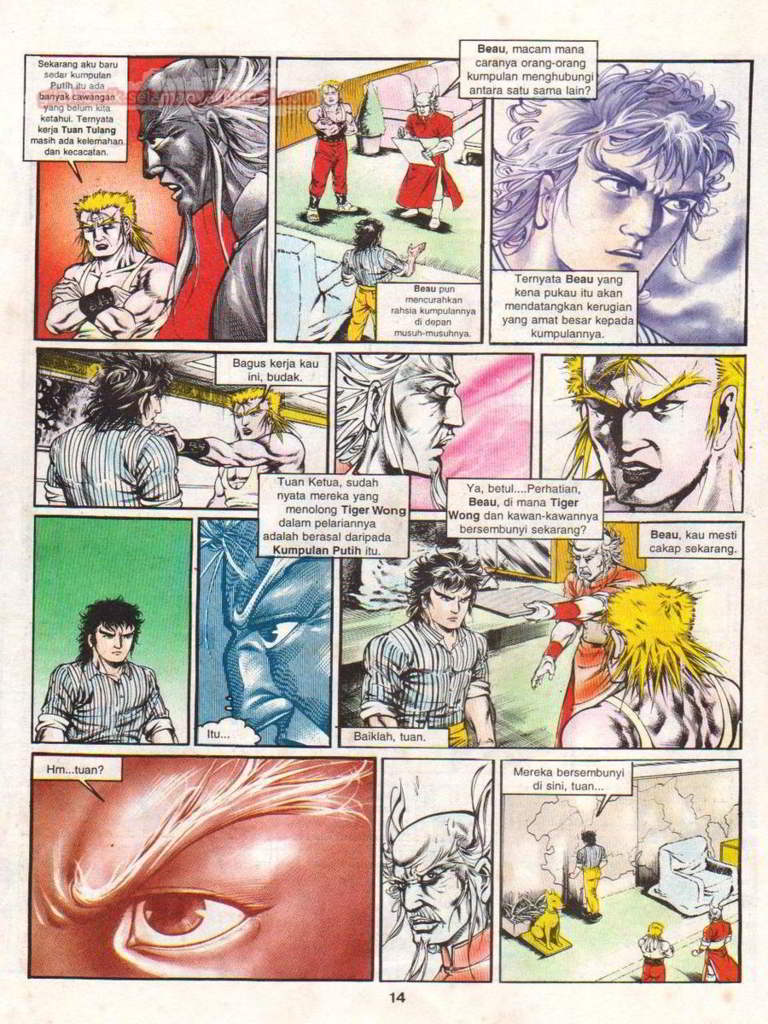 Sekarang aku baru
sedar kumpulan
Putih itu ada
banyak cawangan
yang belum kita
ketahui. Ternyata
kerja Tuan Tulang
masih ada kelemahan
dan kecacatan.
Beau, macam mana
caranya orang-orang
kumpulan menghubungi
antara satu sama lain?
Beau pun
mencurahkan
rahsia kumpulannya
di depan
musuh-musuhnya.
Ternyata Beau yang
kena pukau itu akan
mendatangkan kerugian
yang amat besar kepada
kumpulannya.
Bagus kerja kau
ini, budak.
Tuan Ketua, sudah
nyata mereka yang
menolong Tiger Wong
dalam pelariannya
adalah berasal daripada
Kumpulan Putih itu.
Ya, betul....Perhatian,
Beau, di mana Tiger
Wong dan kawan-kawannya
bersembunyi sekarang?
Itu...
Beau, kau mesti
cakap sekarang.
Baiklah, tuan.
Hm...tuan?
Mereka bersembunyi
di sini, tuan...
14